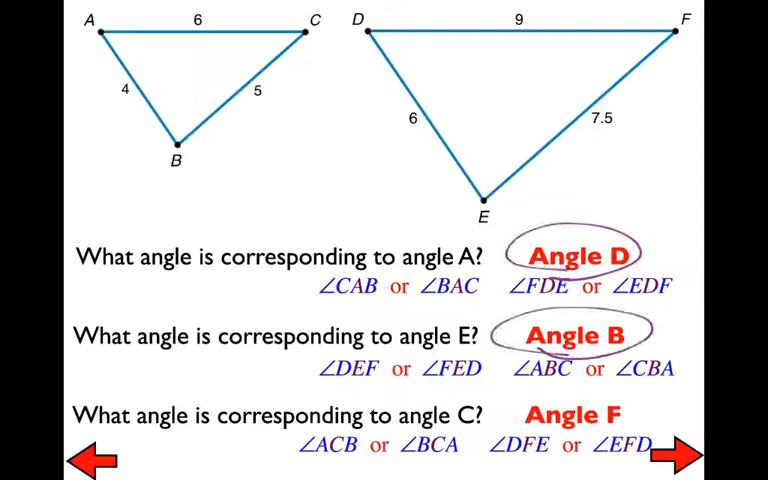 A 6 C D 9 F
4 5 6 7.5
B
E
What angle is corresponding to angle A? Angle D
∠CAB or ∠BAC ∠FDE or ∠EDF
What angle is corresponding to angle E? Angle B
∠DEF or ∠FED ∠ABC or ∠CBA
What angle is corresponding to angle C? Angle F
∠ACB or ∠BCA ∠DFE or ∠EFD